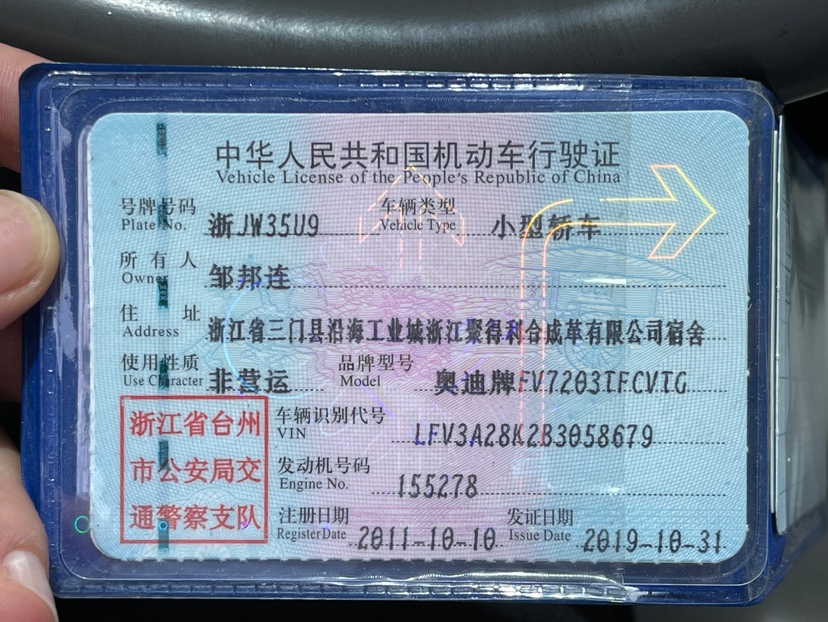 中华人民共和国机动车行驶证
Vehicle License of the People's Republic of China
号牌号码 浙JW35U9 车辆类型 小型轿车
Plate No. Vehicle Type
所有人 邹邦连
Owner
住址 浙江省三门县沿海工业城浙江聚得利合成革有限公司宿舍
Address
使用性质 非营运 品牌型号 奥迪牌FV7203TFCVTG
Use Character Model
浙江省台州
市公安局交
通警察支队
车辆识别代号 LFV3A28K2B3058679
VIN
发动机号码 155278
Engine No.
注册日期 2011-10-10 发证日期 2019-10-31
Register Date Issue Date